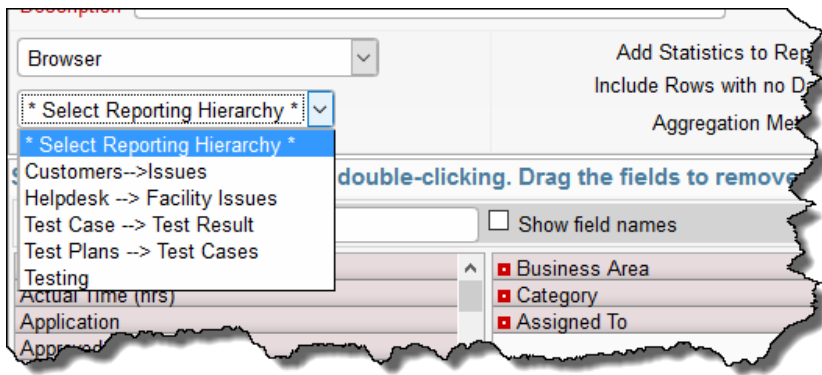 Description
Browser
Add Statistics to Rep
* Select Reporting Hierarchy *
Include Rows with no D
Aggregation Met
* Select Reporting Hierarchy *
Customers-->Issues
Helpdesk --> Facility Issues
Test Case --> Test Result
Test Plans --> Test Cases
Testing
double-clicking. Drag the fields to remove
Show field names
Actual Time (hrs)
Application
Approved
Business Area
Category
Assigned To